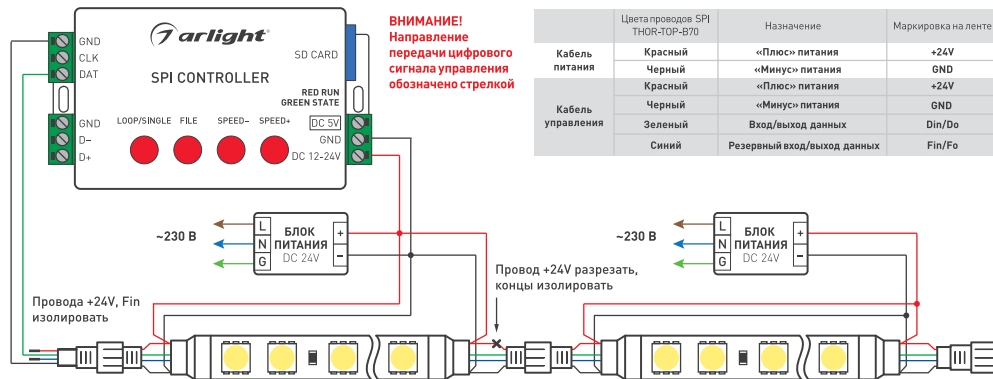 GND
CLK
DAT
arlight
SPI CONTROLLER
SD CARD
RED RUN
GREEN STATE
GND
D−
D+
LOOP/SINGLE FILE SPEED− SPEED+
DC 5V
GND
DC 12-24V
ВНИМАНИЕ!
Направление
передачи цифрового
сигнала управления
обозначено стрелкой
Цвета проводов SPI
THOR-TOP-B70
Назначение
Маркировка на ленте
Кабель
питания
Красный «Плюс» питания +24V
Черный «Минус» питания GND
Кабель
управления
Красный «Плюс» питания +24V
Черный «Минус» питания GND
Зеленый Вход/выход данных Din/Do
Синий Резервный вход/выход данных Fin/Fo
~230 В
L
N
G
БЛОК
ПИТАНИЯ
DC 24V
+
−
~230 В
L
N
G
БЛОК
ПИТАНИЯ
DC 24V
+
−
Провода +24V, Fin
изолировать
Провод +24V разрезать,
концы изолировать